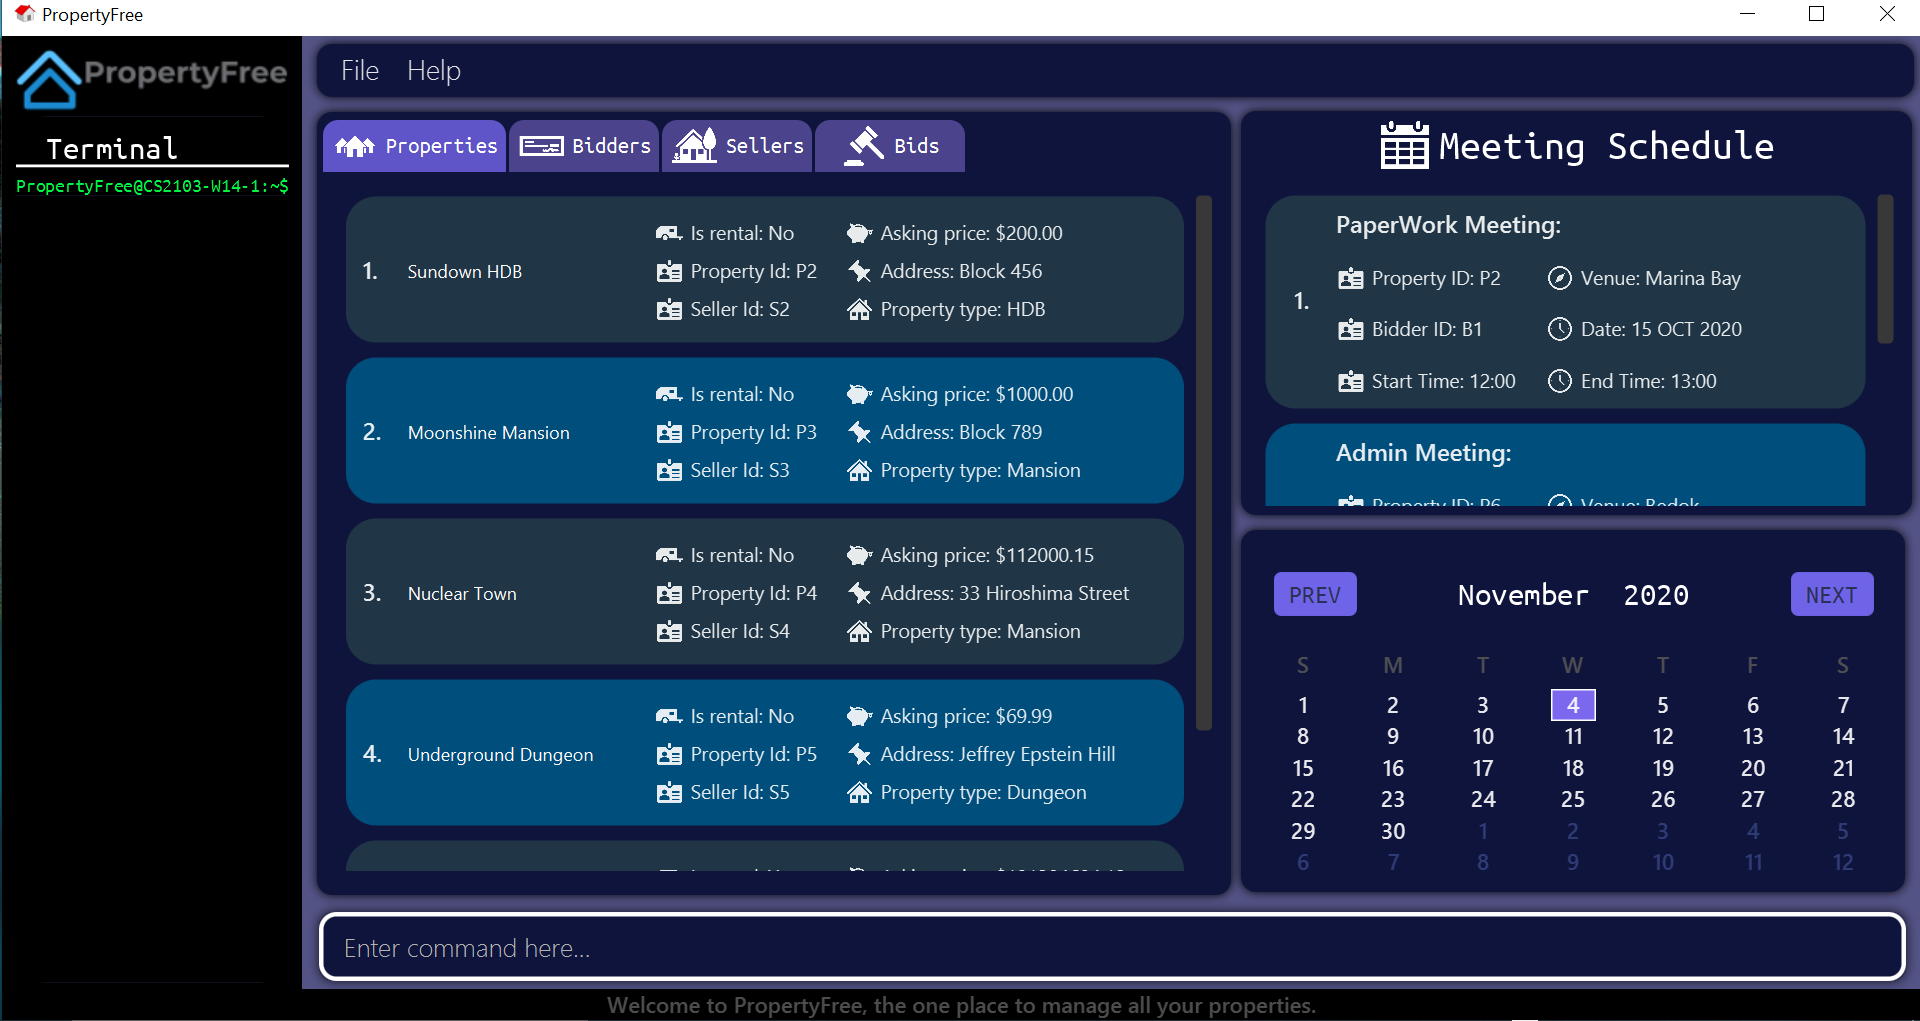 PropertyFree
PropertyFree
Terminal
PropertyFree@CS2103-W14-1:~$
File Help
Properties Bidders Sellers Bids
1. Sundown HDB
Is rental: No Asking price: $200.00
Property Id: P2 Address: Block 456
Seller Id: S2 Property type: HDB
2. Moonshine Mansion
Is rental: No Asking price: $1000.00
Property Id: P3 Address: Block 789
Seller Id: S3 Property type: Mansion
3. Nuclear Town
Is rental: No Asking price: $112000.15
Property Id: P4 Address: 33 Hiroshima Street
Seller Id: S4 Property type: Mansion
4. Underground Dungeon
Is rental: No Asking price: $69.99
Property Id: P5 Address: Jeffrey Epstein Hill
Seller Id: S5 Property type: Dungeon
Meeting Schedule
1.
PaperWork Meeting:
Property ID: P2 Venue: Marina Bay
Bidder ID: B1 Date: 15 OCT 2020
Start Time: 12:00 End Time: 13:00
Admin Meeting:
Property ID: P6 Venue: Bedok
PREV November 2020 NEXT
S M T W T F S
1 2 3 4 5 6 7
8 9 10 11 12 13 14
15 16 17 18 19 20 21
22 23 24 25 26 27 28
29 30 1 2 3 4 5
6 7 8 9 10 11 12
Enter command here...
Welcome to PropertyFree, the one place to manage all your properties.